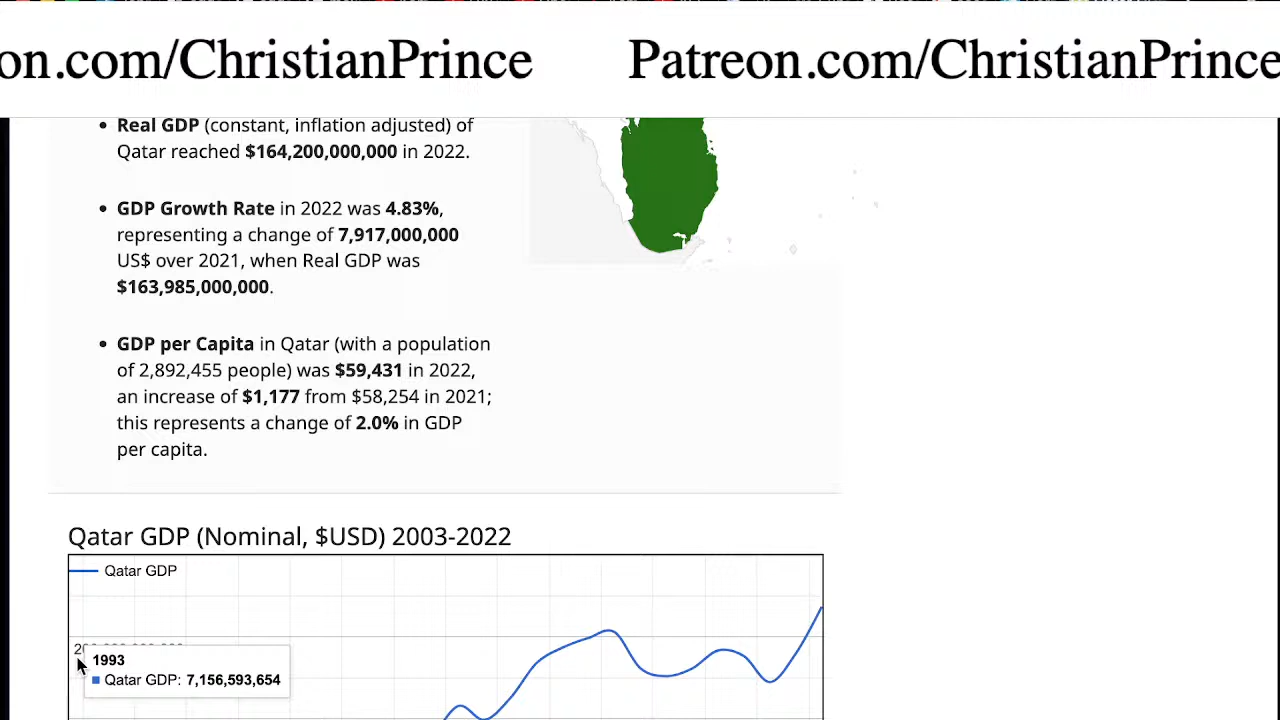 on.com/ChristianPrince Patreon.com/ChristianPrince
• Real GDP (constant, inflation adjusted) of
Qatar reached $164,200,000,000 in 2022.
• GDP Growth Rate in 2022 was 4.83%,
representing a change of 7,917,000,000
US$ over 2021, when Real GDP was
$163,985,000,000.
• GDP per Capita in Qatar (with a population
of 2,892,455 people) was $59,431 in 2022,
an increase of $1,177 from $58,254 in 2021;
this represents a change of 2.0% in GDP
per capita.
Qatar GDP (Nominal, $USD) 2003-2022
Qatar GDP
1993
Qatar GDP: 7,156,593,654